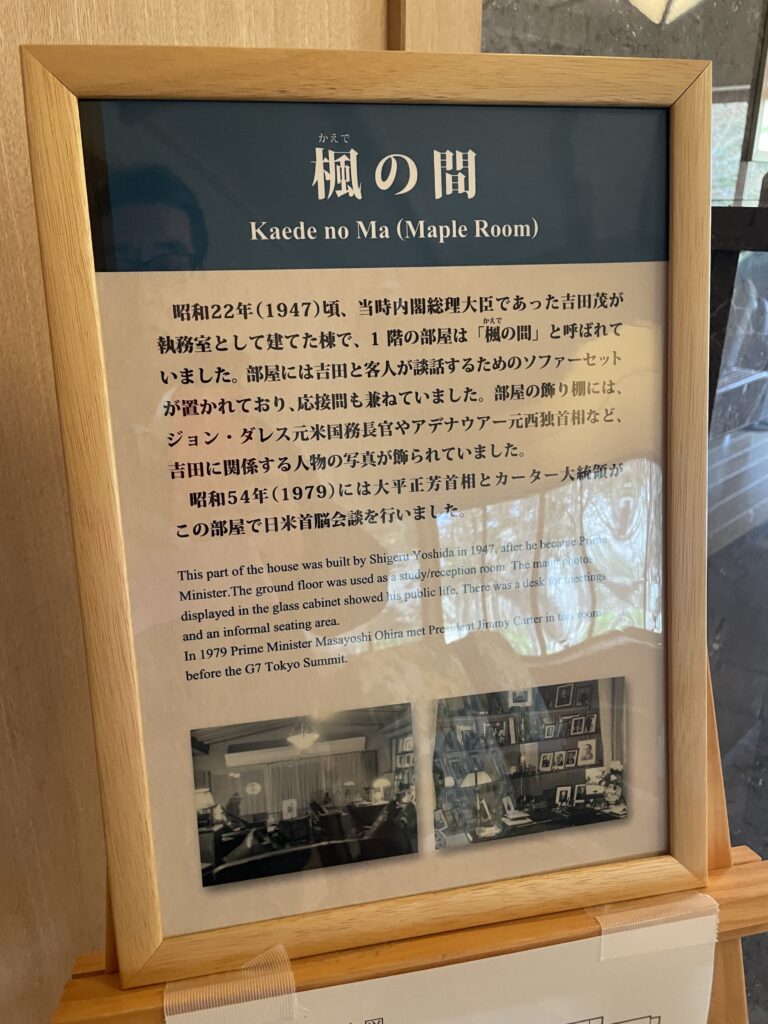 かえで
楓の間
Kaede no Ma (Maple Room)
昭和22年(1947)頃、当時内閣総理大臣であった吉田茂が
かえで
執務室として建てた棟で、1階の部屋は「楓の間」と呼ばれて
いました。部屋には吉田と客人が談話するためのソファーセット
が置かれており、応接間も兼ねていました。部屋の飾り棚には、
ジョン・ダレス元米国務長官やアデナウアー元西独首相など、
吉田に関係する人物の写真が飾られていました。
昭和54年(1979)には大平正芳首相とカーター大統領が
この部屋で日米首脳会談を行いました。
This part of the house was built by Shigeru Yoshida in 1947, after he became Prime
Minister.The ground floor was used as a study/reception room. The many photos
displayed in the glass cabinet showed his public life. There was a desk for meetings
and an informal seating area.
In 1979 Prime Minister Masayoshi Ohira met President Jimmy Carter in this room
before the G7 Tokyo Summit.